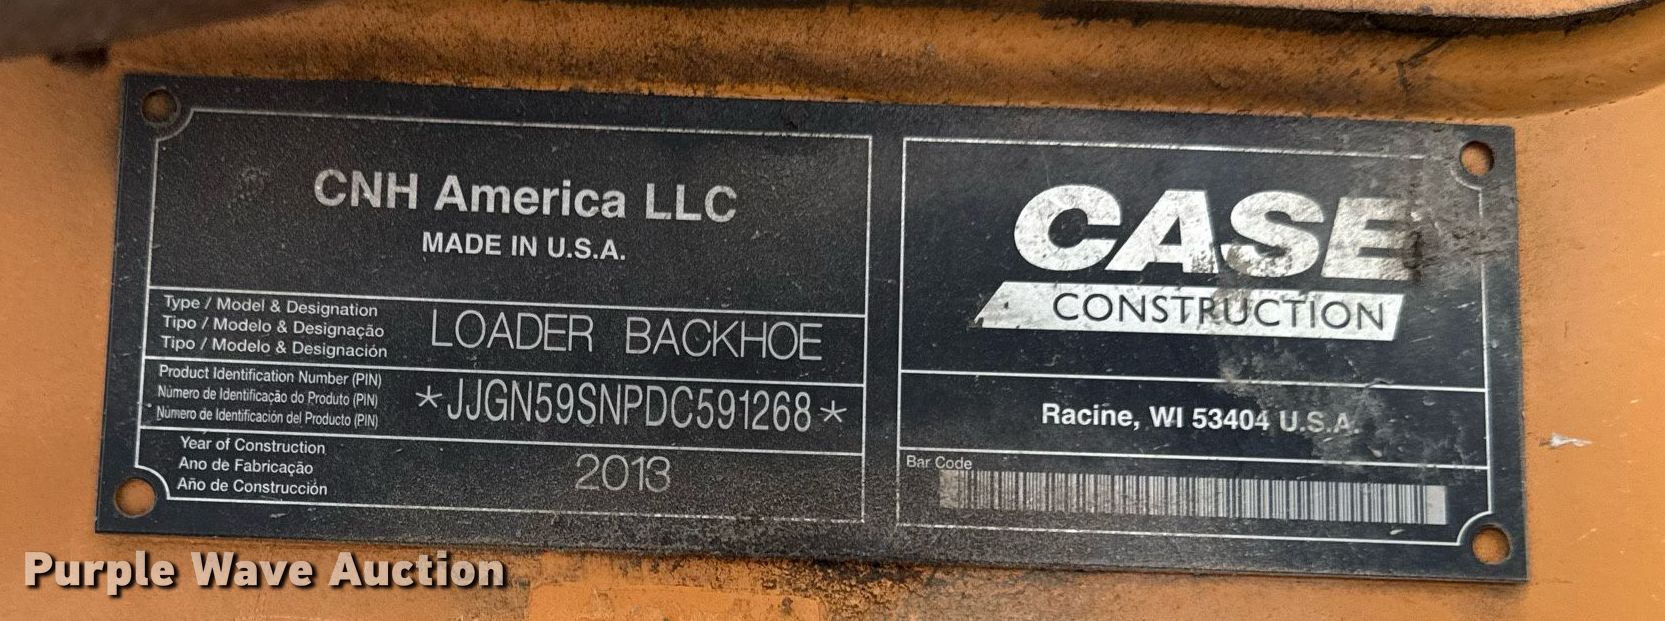 CNH America LLC
MADE IN U.S.A.
Type / Model & Designation
Tipo / Modelo & Designação
Tipo / Modelo & Designación
LOADER BACKHOE
Product Identification Number (PIN)
Número de Identificação do Produto (PIN)
Número de Identificación del Producto (PIN)
*JJGN59SNPDC591268*
Year of Construction
Ano de Fabricação
Año de Construcción
2013
CASE
CONSTRUCTION
Racine, WI 53404 U.S.A.
Bar Code
Purple Wave Auction